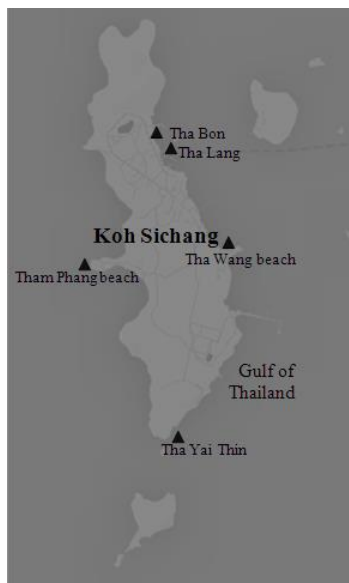 Tha Bon
Tha Lang
Koh Sichang
Tha Wang beach
Tham Phang beach
Gulf of
Thailand
Tha Yai Thin